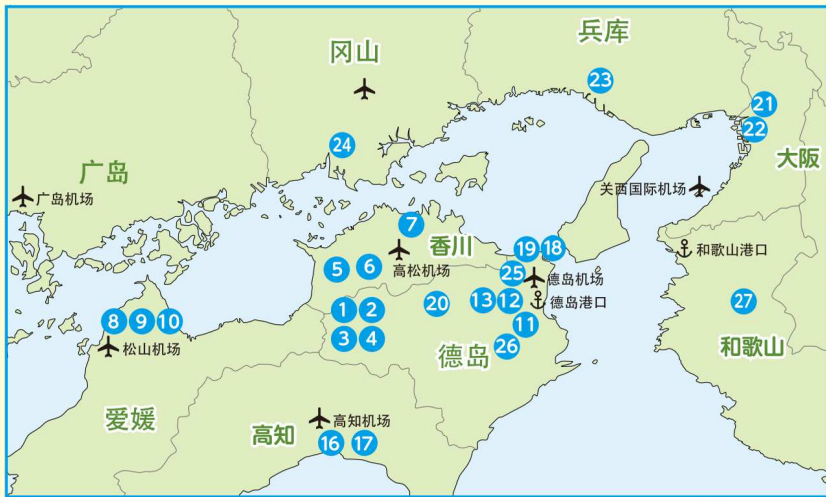 兵库
冈山
23
21
22
24
大阪
广岛
关西国际机场
广岛机场
7
香川
19 18
和歌山港口
5 6
高松机场
25
德岛机场
1 2
20
13 12
德岛港口
27
8 9 10
11
松山机场
3 4
26
德岛
和歌山
爱媛
高知机场
高知
16 17